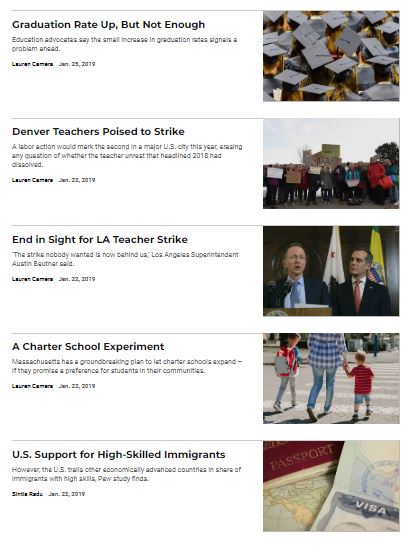 Graduation Rate Up, But Not Enough
Education advocates say the small increase in graduation rates signals a
problem ahead.
Lauren Camera Jan. 25, 2019
Denver Teachers Poised to Strike
A labor action would mark the second in a major U.S. city this year, erasing
any question of whether the teacher unrest that headlined 2018 had
dissolved.
Lauren Camera Jan. 22, 2019
End in Sight for LA Teacher Strike
'The strike nobody wanted is now behind us,' Los Angeles Superintendent
Austin Beutner said.
Lauren Camera Jan. 22, 2019
A Charter School Experiment
Massachusetts has a groundbreaking plan to let charter schools expand –
if they promise a preference for students in their communities.
Lauren Camera Jan. 22, 2019
U.S. Support for High-Skilled Immigrants
However, the U.S. trails other economically advanced countries in share of
immigrants with high skills, Pew study finds.
Sintia Radu Jan. 22, 2019
PASSPORT
VISA